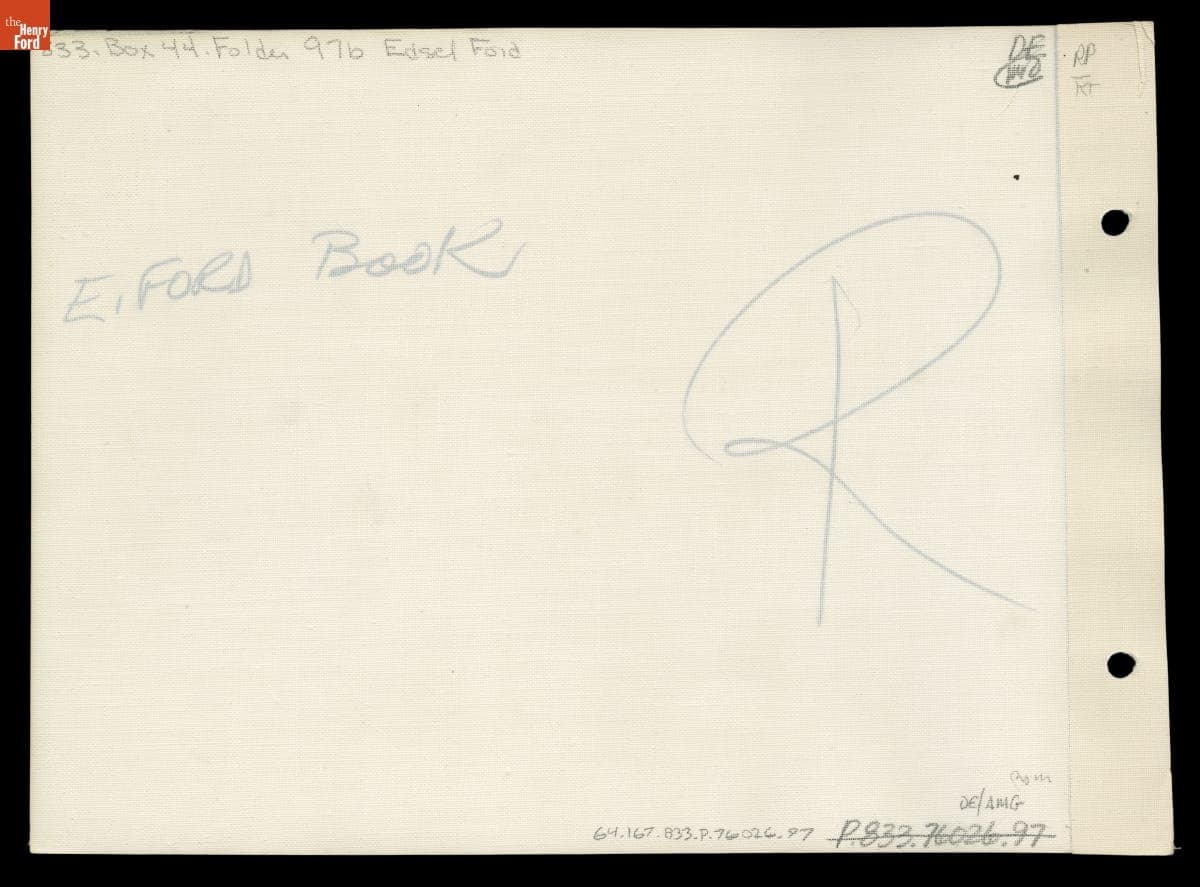 the
Henry
Ford
833. Box 44. Folder 97b Edsel Ford
DE
RP
E. FORD BOOK
R
DE/AMG
64.167.833.P.76026.97 P.833.76026.97